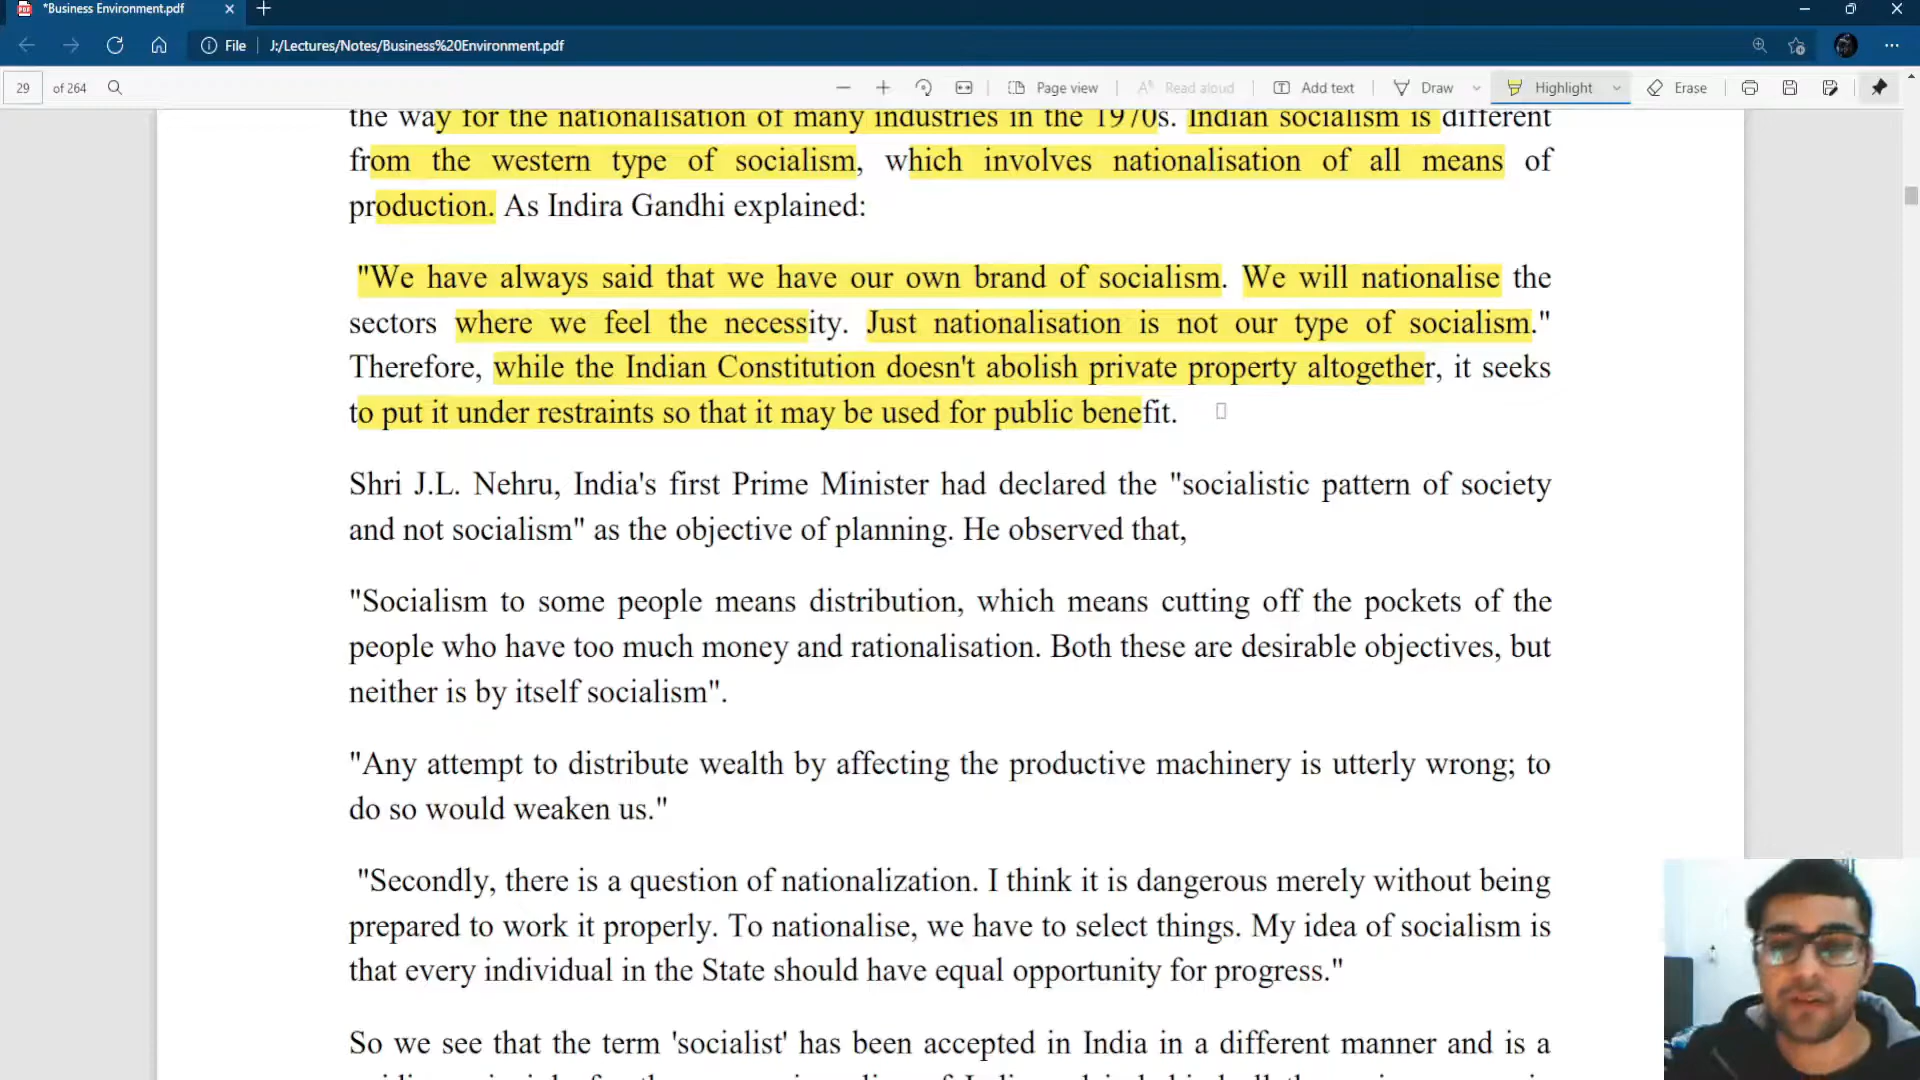 *Business Environment.pdf
File
J:/Lectures/Notes/Business%20Environment.pdf
29 of 264
Page view
Read aloud
Add text
Draw
Highlight
Erase
the way for the nationalisation of many industries in the 1970s. Indian socialism is different
from the western type of socialism, which involves nationalisation of all means of
production. As Indira Gandhi explained:
"We have always said that we have our own brand of socialism. We will nationalise the
sectors where we feel the necessity. Just nationalisation is not our type of socialism."
Therefore, while the Indian Constitution doesn't abolish private property altogether, it seeks
to put it under restraints so that it may be used for public benefit.
Shri J.L. Nehru, India's first Prime Minister had declared the "socialistic pattern of society
and not socialism" as the objective of planning. He observed that,
"Socialism to some people means distribution, which means cutting off the pockets of the
people who have too much money and rationalisation. Both these are desirable objectives, but
neither is by itself socialism".
"Any attempt to distribute wealth by affecting the productive machinery is utterly wrong; to
do so would weaken us."
"Secondly, there is a question of nationalization. I think it is dangerous merely without being
prepared to work it properly. To nationalise, we have to select things. My idea of socialism is
that every individual in the State should have equal opportunity for progress."
So we see that the term 'socialist' has been accepted in India in a different manner and is a